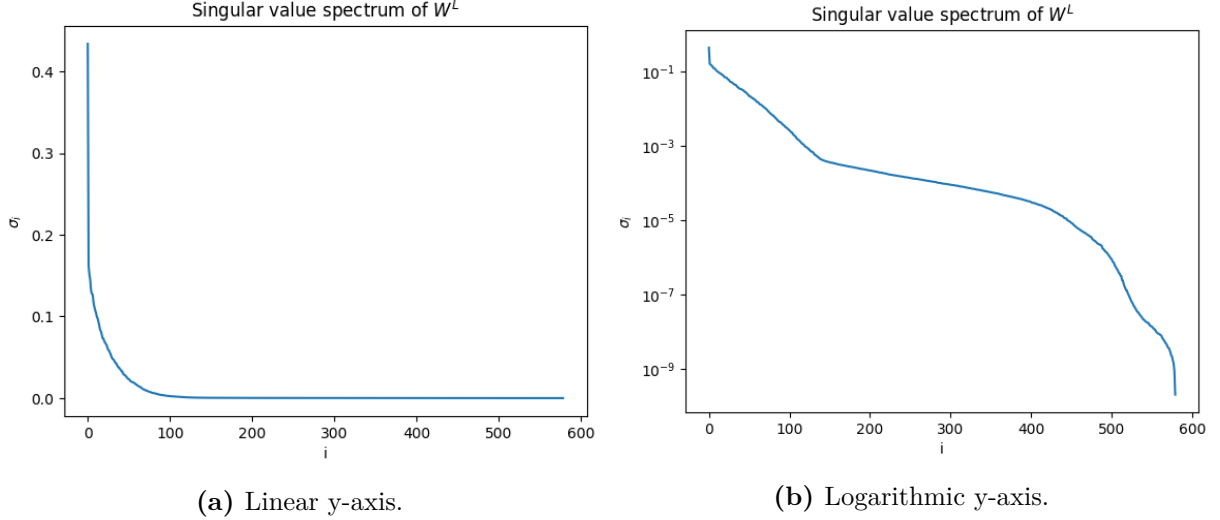 Singular value spectrum of W^L
0.4
0.3
0.2
0.1
0.0
σ_i
0 100 200 300 400 500 600
i
(a) Linear y-axis.
Singular value spectrum of W^L
10^{-1}
10^{-3}
10^{-5}
10^{-7}
10^{-9}
σ_i
0 100 200 300 400 500 600
i
(b) Logarithmic y-axis.